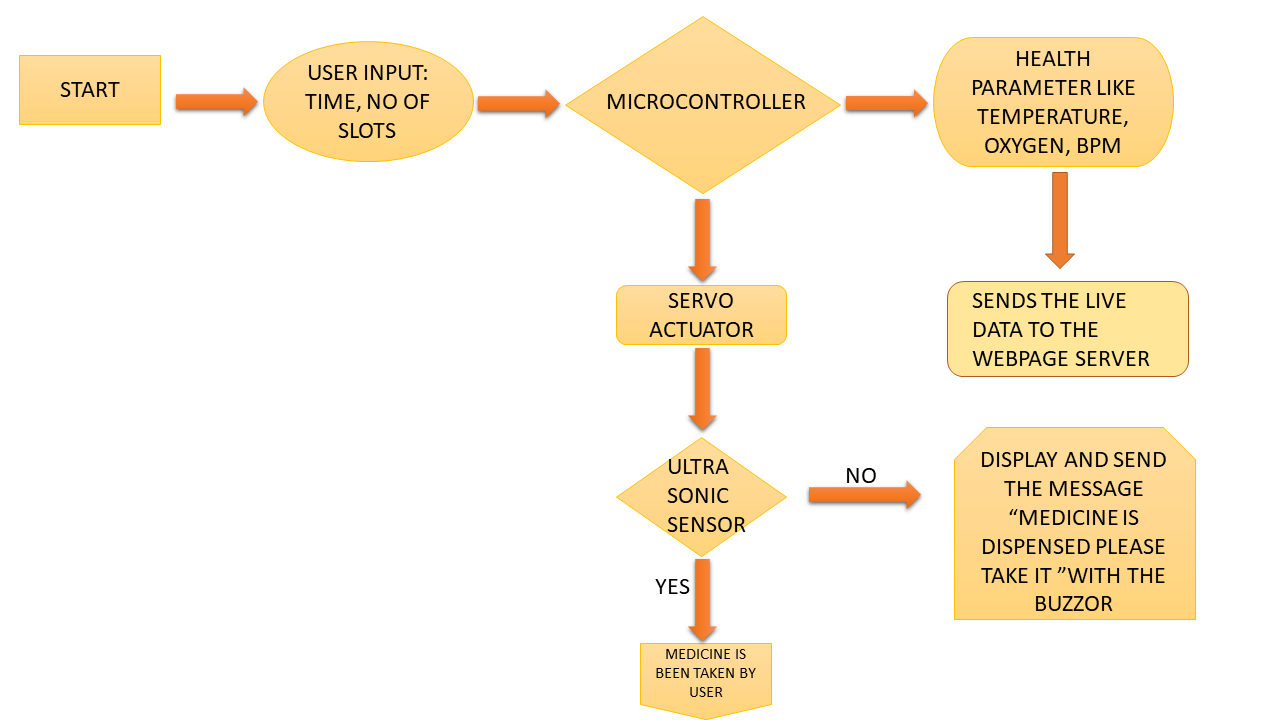 START
USER INPUT:
TIME, NO OF
SLOTS
MICROCONTROLLER
HEALTH
PARAMETER LIKE
TEMPERATURE,
OXYGEN, BPM
SERVO
ACTUATOR
SENDS THE LIVE
DATA TO THE
WEBPAGE SERVER
ULTRA
SONIC
SENSOR
NO
DISPLAY AND SEND
THE MESSAGE
“MEDICINE IS
DISPENSED PLEASE
TAKE IT ”WITH THE
BUZZOR
YES
MEDICINE IS
BEEN TAKEN BY
USER